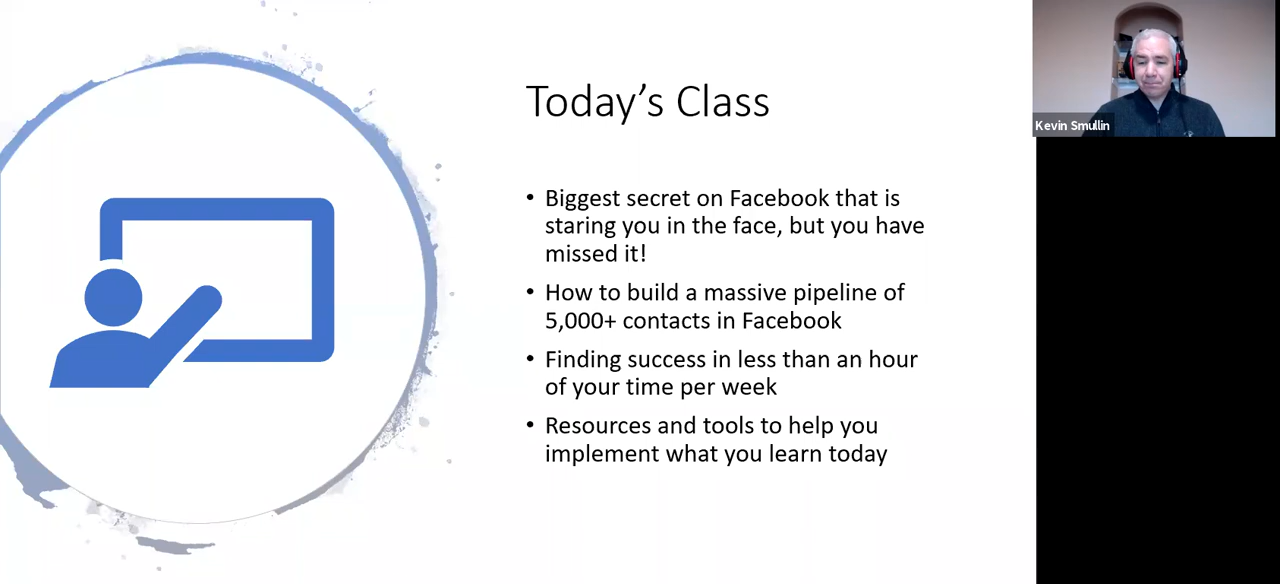 Today’s Class
• Biggest secret on Facebook that is
staring you in the face, but you have
missed it!
• How to build a massive pipeline of
5,000+ contacts in Facebook
• Finding success in less than an hour
of your time per week
• Resources and tools to help you
implement what you learn today
Kevin Smullin